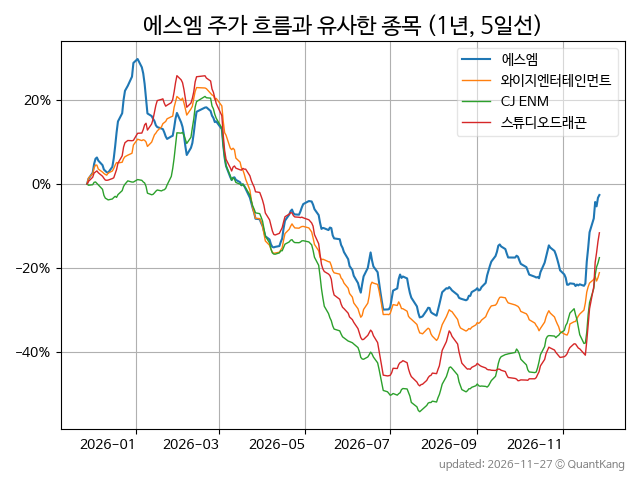 에스엠 주가 흐름과 유사한 종목 (1년, 5일선)
에스엠
와이지엔터테인먼트
CJ ENM
스튜디오드래곤
20%
0%
−20%
−40%
2026-01 2026-03 2026-05 2026-07 2026-09 2026-11
updated: 2026-11-27 © QuantKang